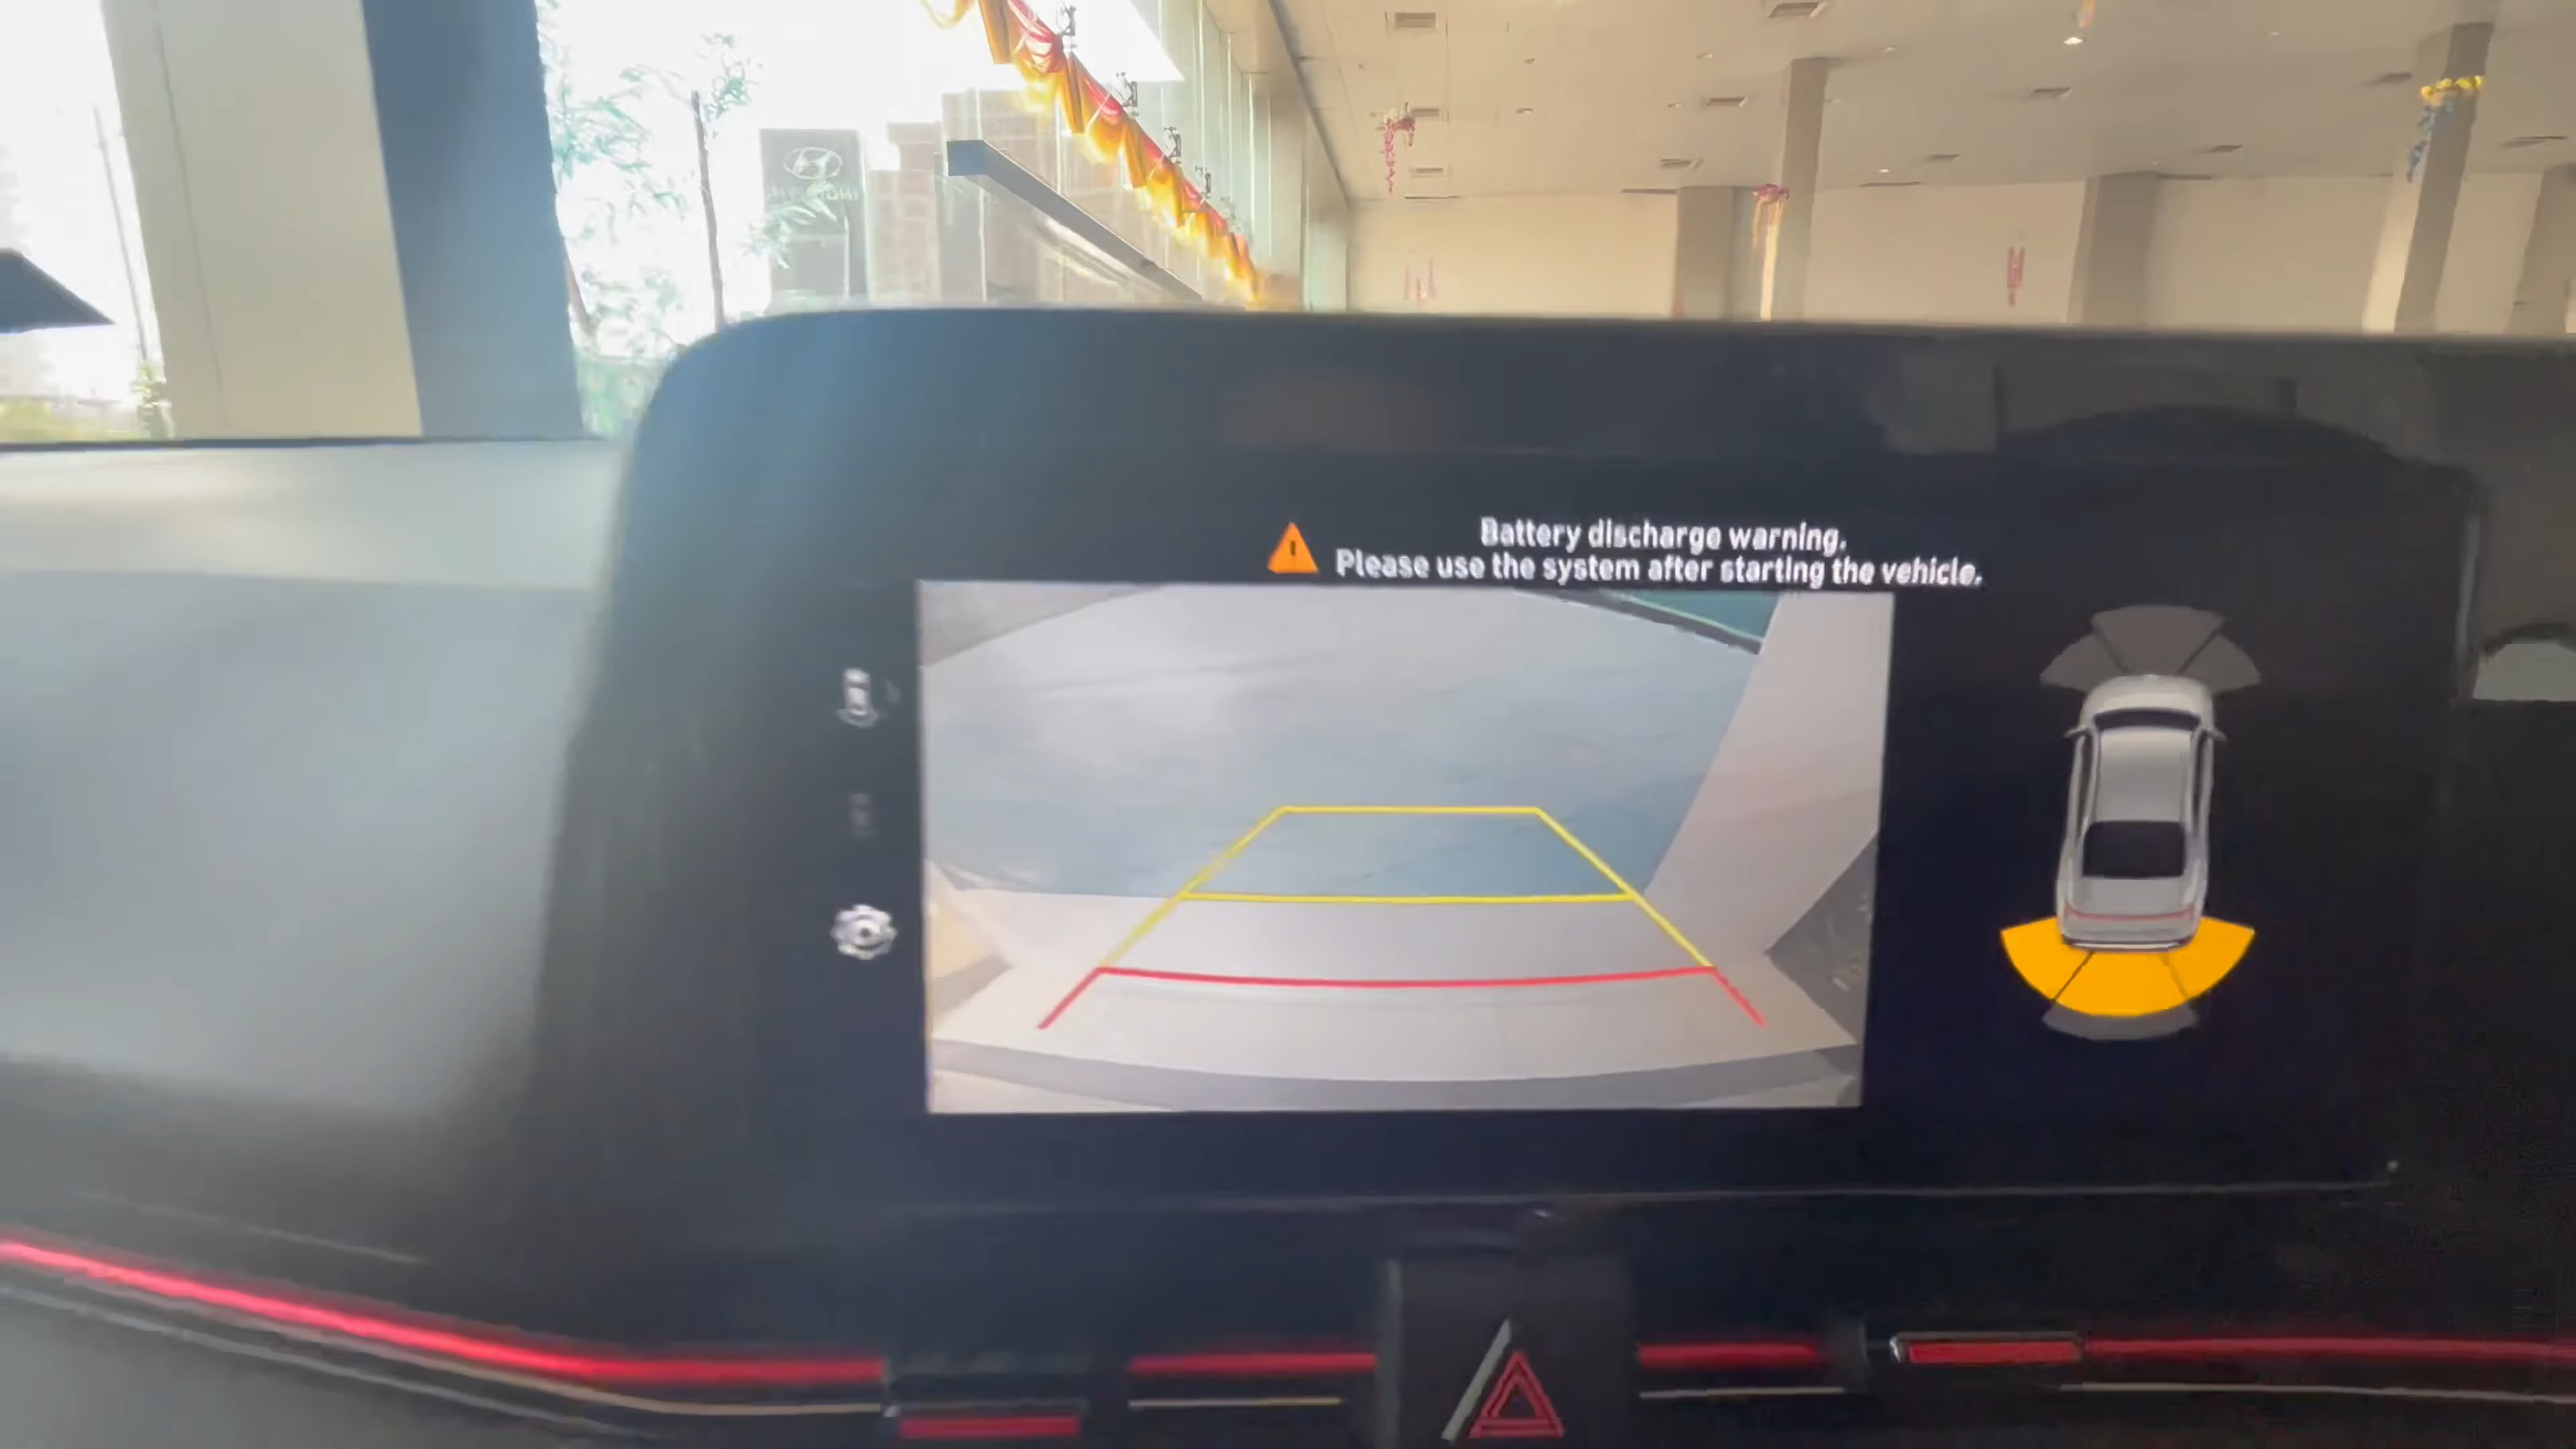 Battery discharge warning.
Please use the system after starting the vehicle.